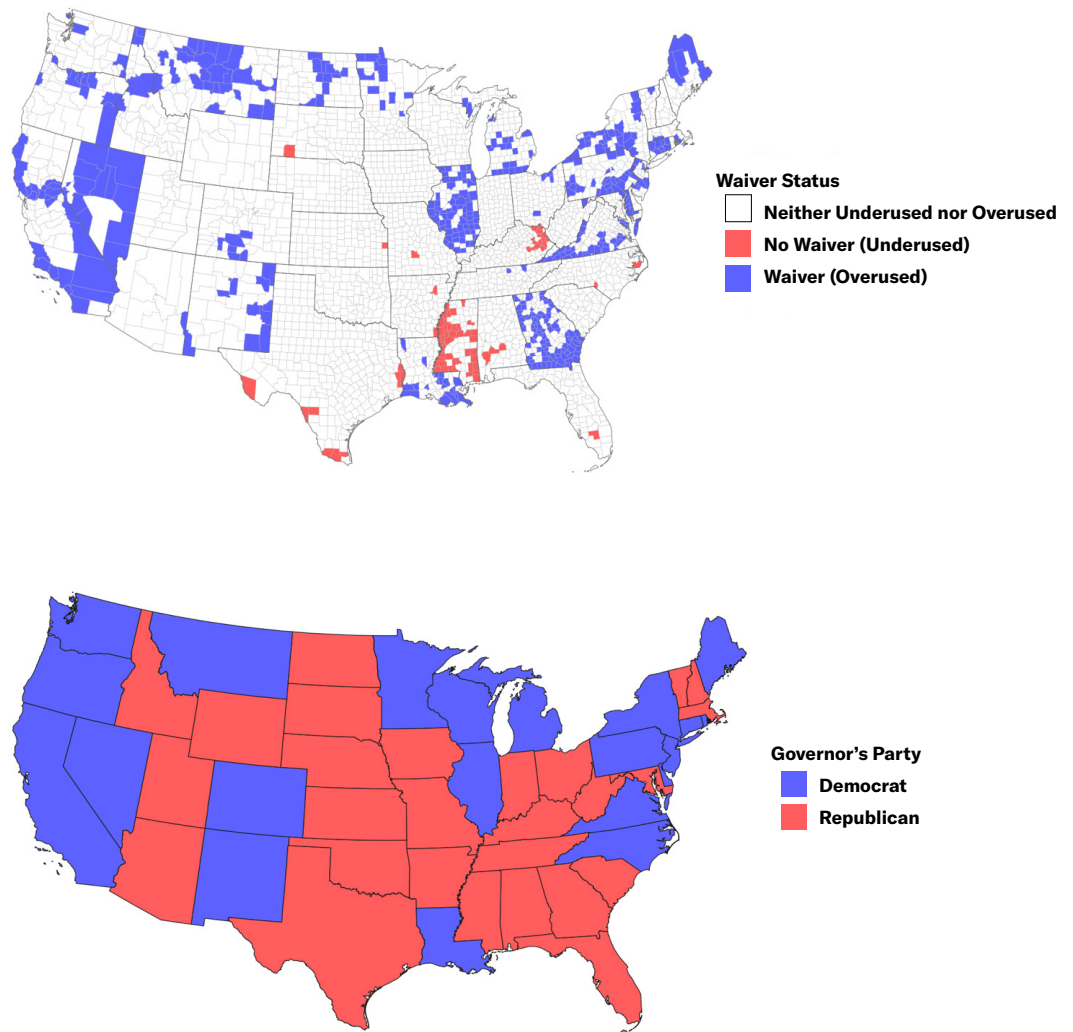 Waiver Status
Neither Underused nor Overused
No Waiver (Underused)
Waiver (Overused)
Governor’s Party
Democrat
Republican